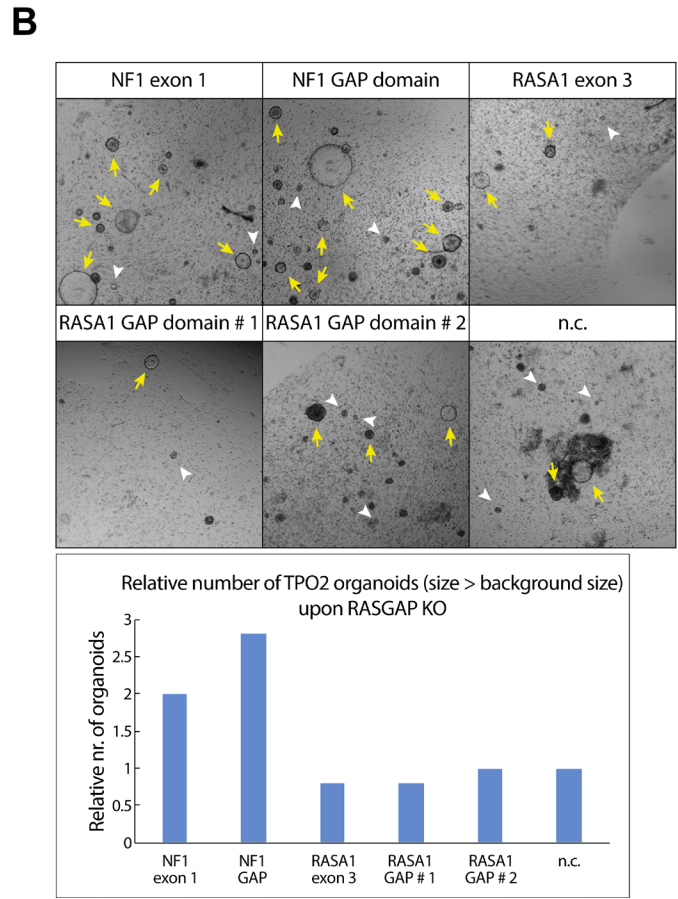 B
NF1 exon 1
NF1 GAP domain
RASA1 exon 3
RASA1 GAP domain # 1
RASA1 GAP domain # 2
n.c.
Relative number of TPO2 organoids (size > background size)
upon RASGAP KO
Relative nr. of organoids
3
2.5
2
1.5
1
0.5
0
NF1
exon 1
NF1
GAP
RASA1
exon 3
RASA1
GAP # 1
RASA1
GAP # 2
n.c.